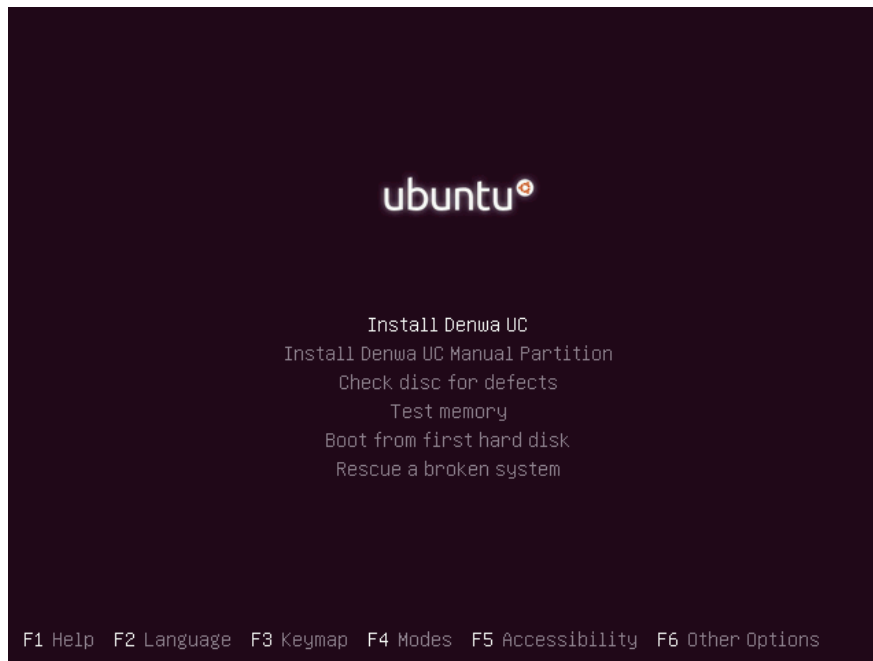 ubuntu
Install Denwa UC
Install Denwa UC Manual Partition
Check disc for defects
Test memory
Boot from first hard disk
Rescue a broken system
F1 Help F2 Language F3 Keymap F4 Modes F5 Accessibility F6 Other Options